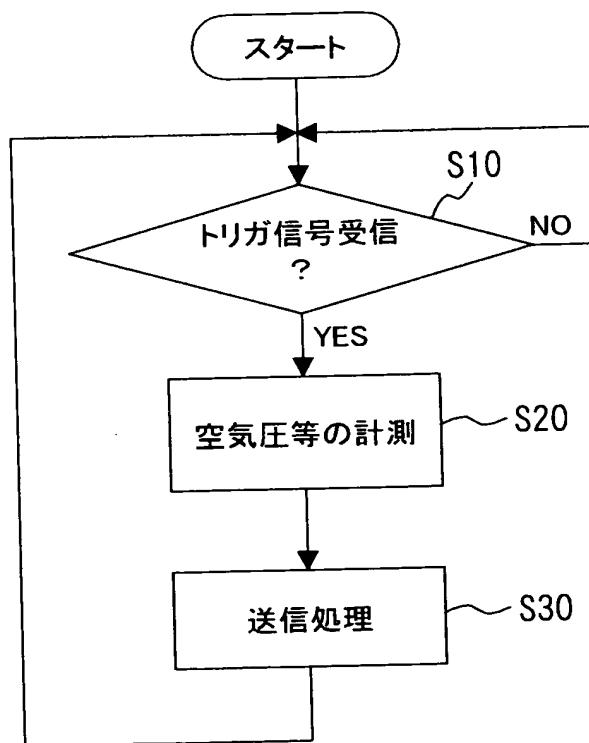 スタート
S10
トリガ信号受信
?
NO
YES
空気圧等の計測
S20
送信処理
S30